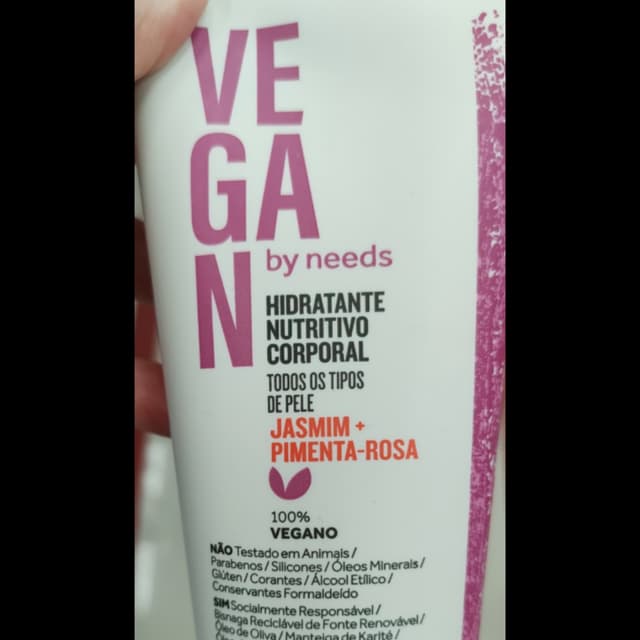 VE
GA
N
by needs
HIDRATANTE
NUTRITIVO
CORPORAL
TODOS OS TIPOS
DE PELE
JASMIM +
PIMENTA-ROSA
100%
VEGANO
NÃO Testado em Animais /
Parabenos / Silicones / Óleos Minerais /
Glúten / Corantes / Álcool Etílico /
Conservantes Formaldeído
SIM Socialmente Responsável /
Bisnaga Reciclável de Fonte Renovável /
Óleo de Oliva / Manteiga de Karité /